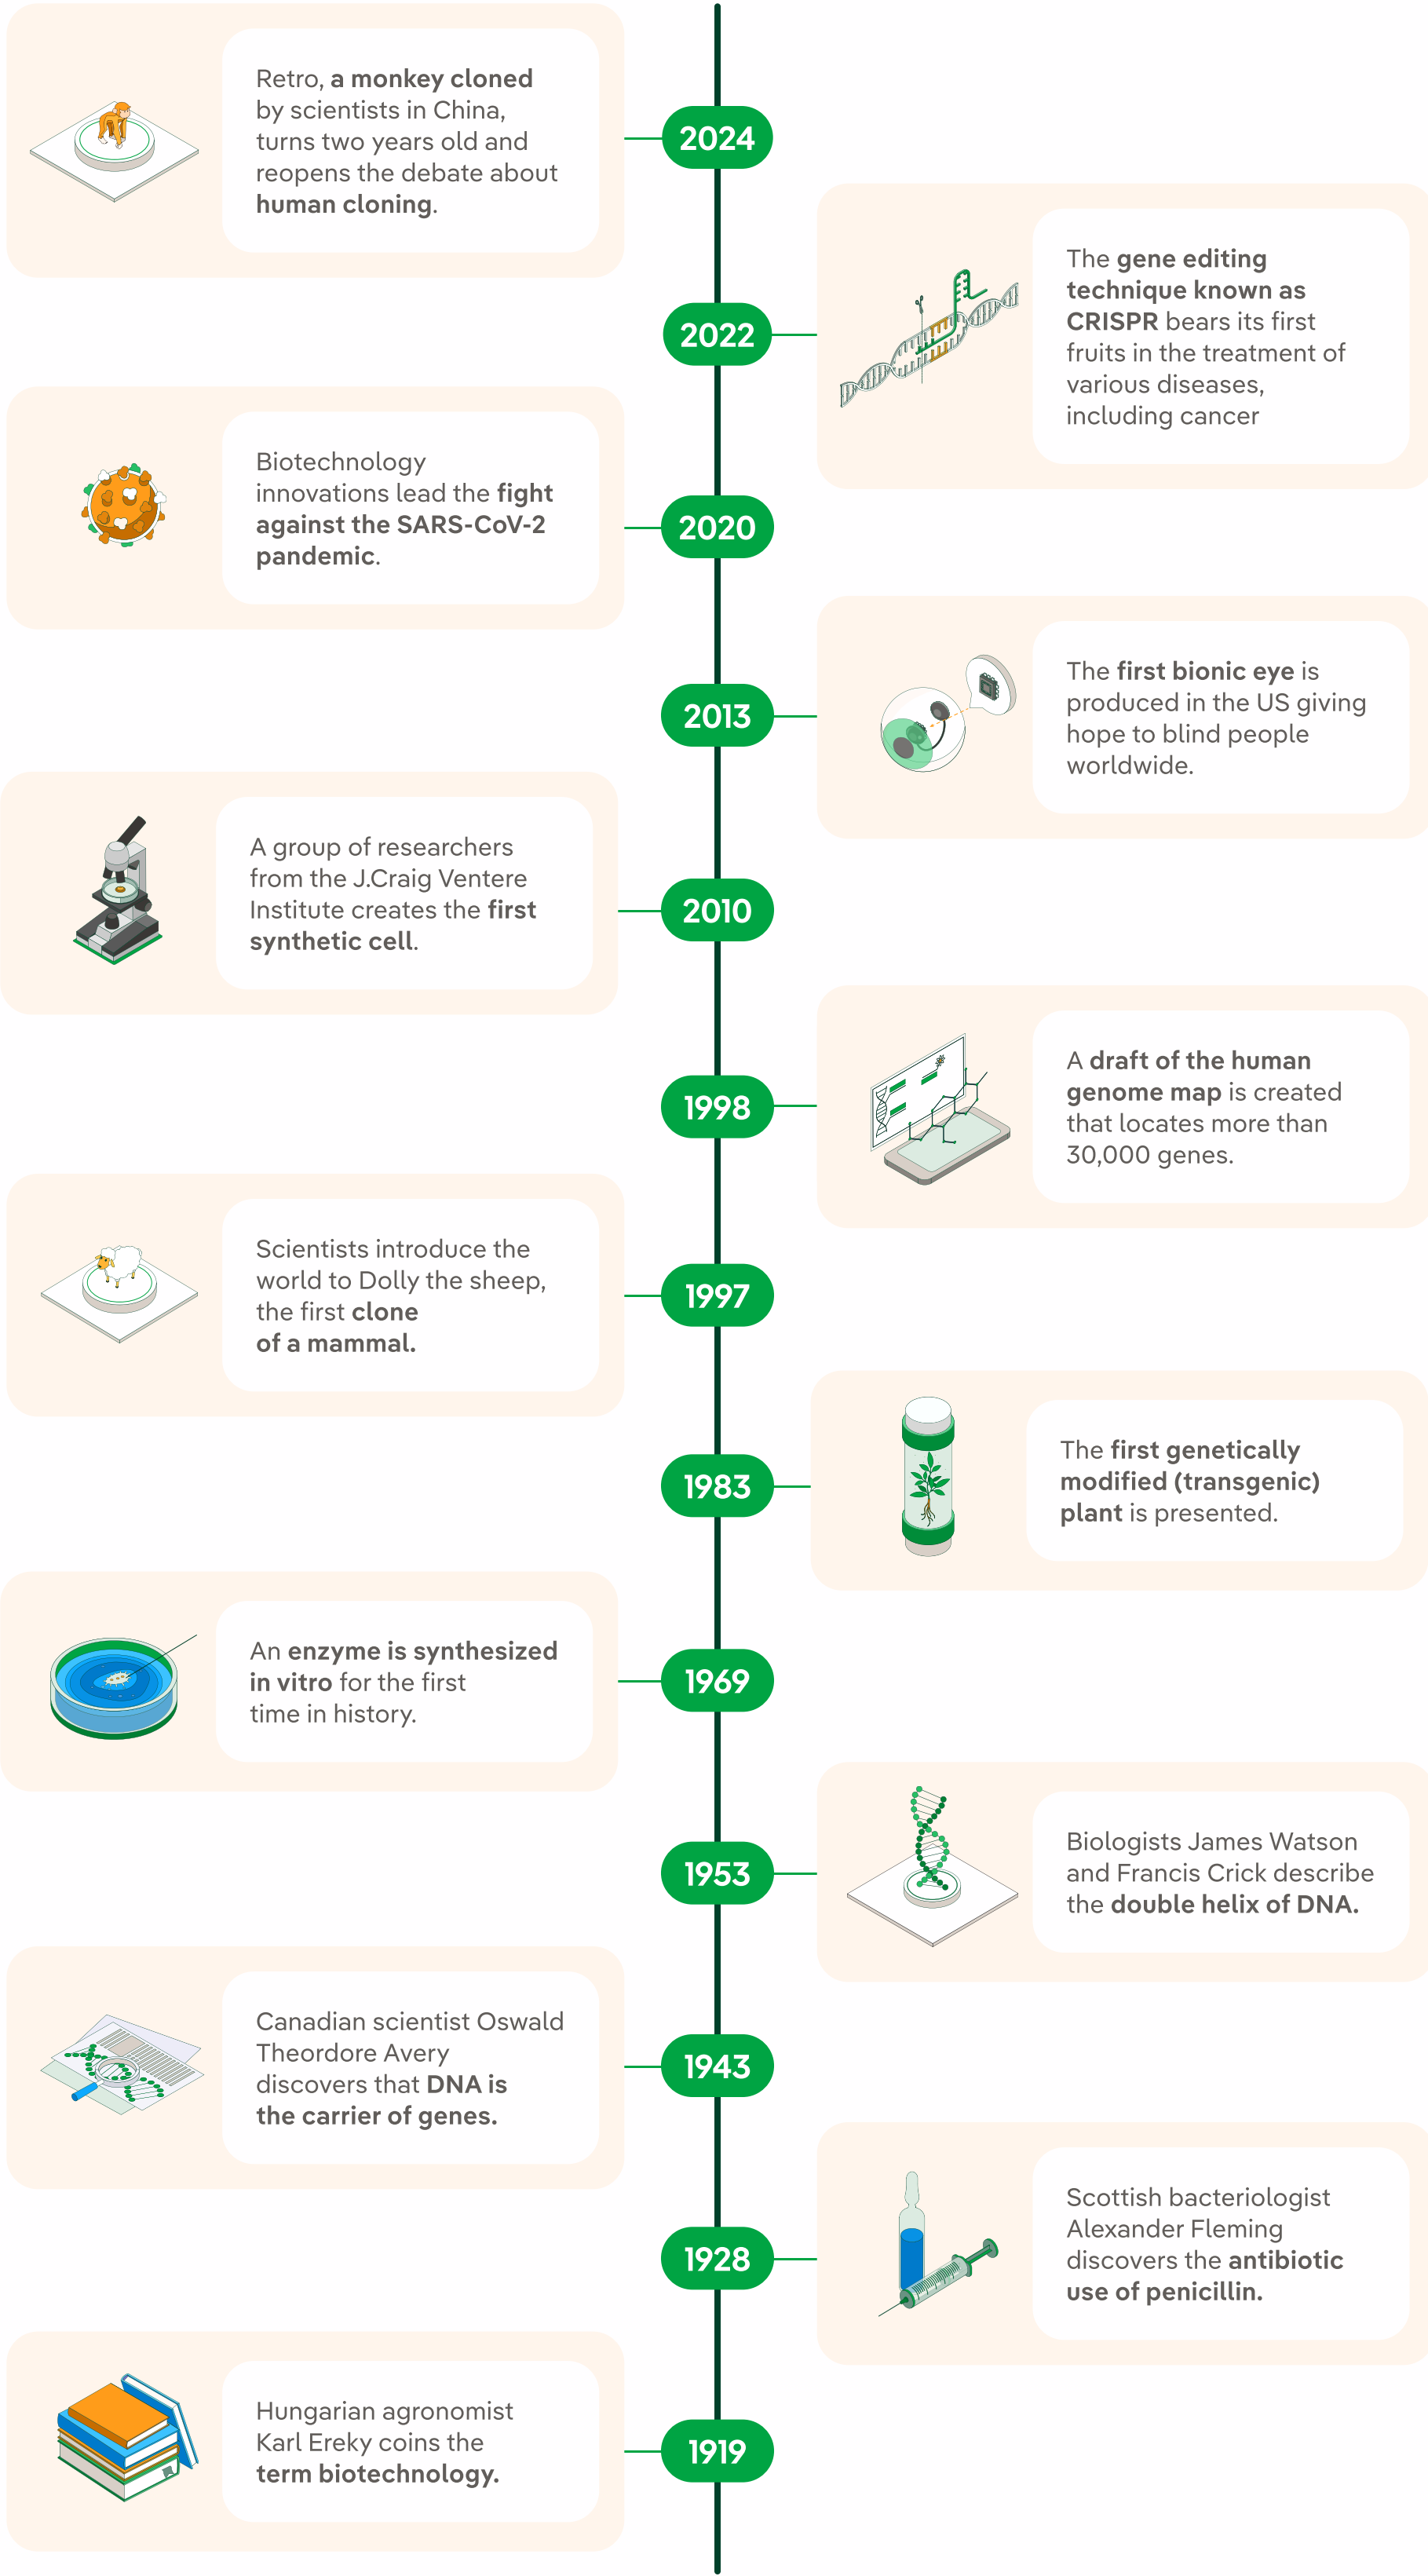 Retro, a monkey cloned
by scientists in China,
turns two years old and
reopens the debate about
human cloning.
2024
The gene editing
technique known as
CRISPR bears its first
fruits in the treatment of
various diseases,
including cancer
2022
Biotechnology
innovations lead the fight
against the SARS-CoV-2
pandemic.
2020
The first bionic eye is
produced in the US giving
hope to blind people
worldwide.
2013
A group of researchers
from the J.Craig Ventere
Institute creates the first
synthetic cell.
2010
A draft of the human
genome map is created
that locates more than
30,000 genes.
1998
Scientists introduce the
world to Dolly the sheep,
the first clone
of a mammal.
1997
The first genetically
modified (transgenic)
plant is presented.
1983
An enzyme is synthesized
in vitro for the first
time in history.
1969
Biologists James Watson
and Francis Crick describe
the double helix of DNA.
1953
Canadian scientist Oswald
Theordore Avery
discovers that DNA is
the carrier of genes.
1943
Scottish bacteriologist
Alexander Fleming
discovers the antibiotic
use of penicillin.
1928
Hungarian agronomist
Karl Ereky coins the
term biotechnology.
1919